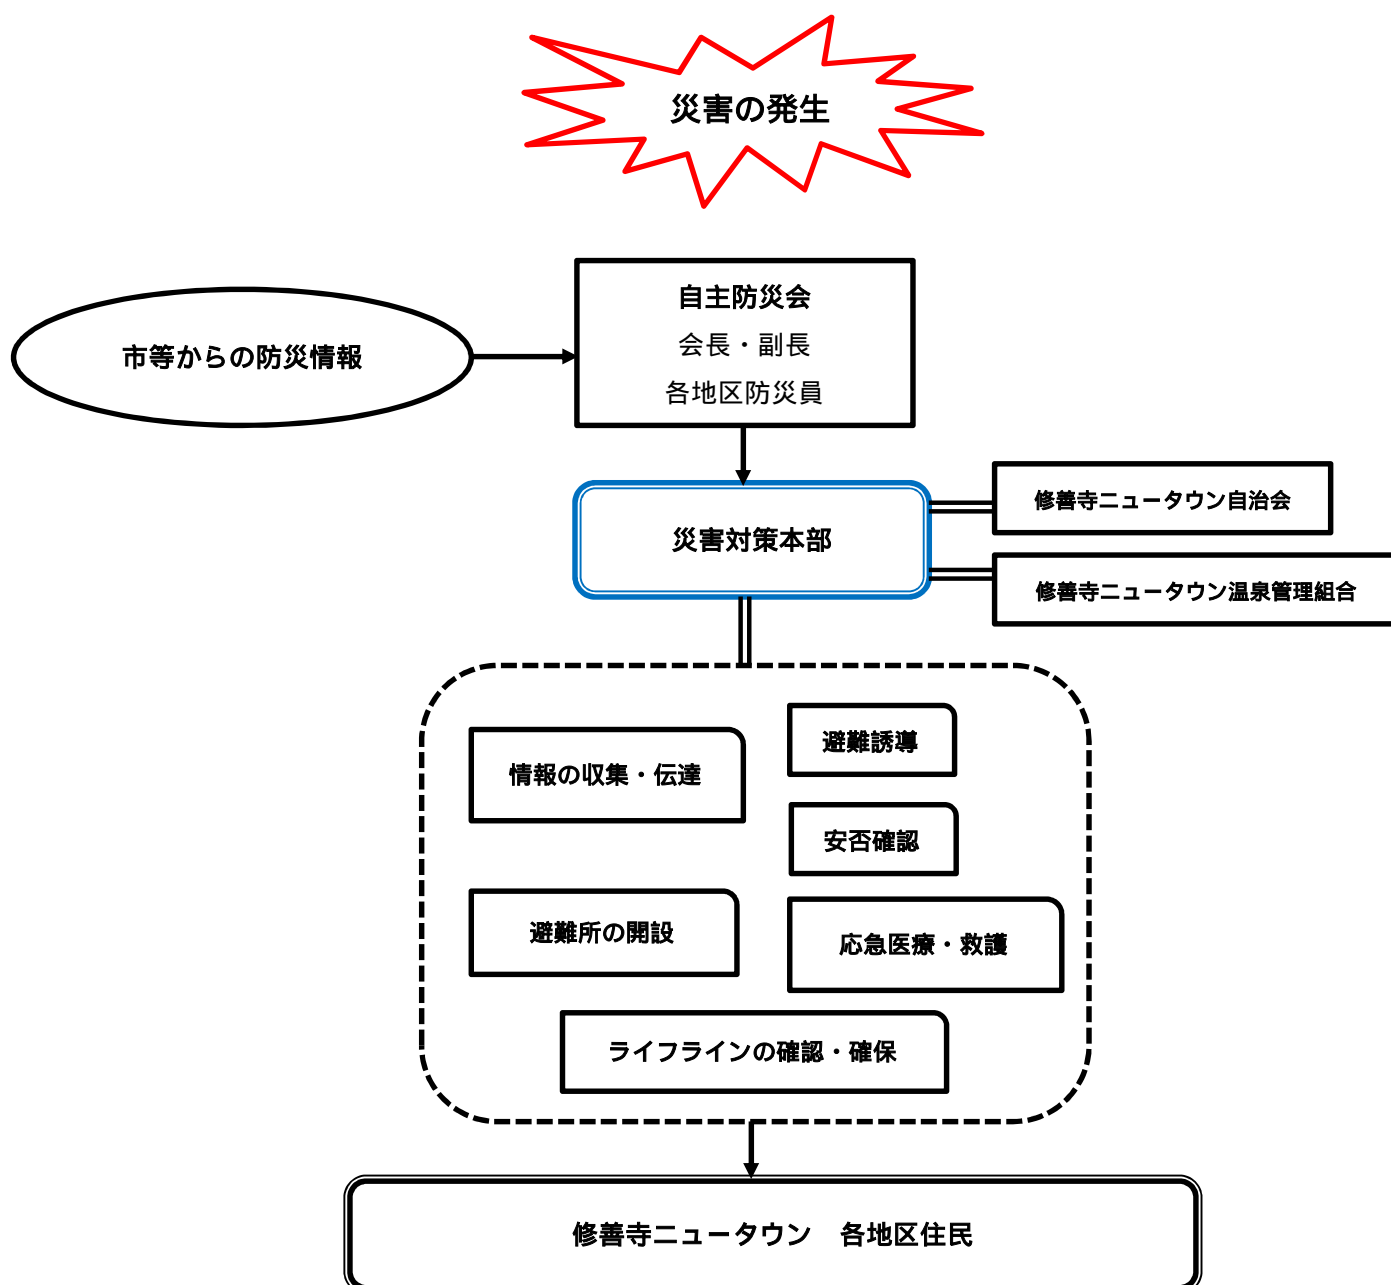 災害の発生
自主防災会
会長・副長
各地区防災員
市等からの防災情報
災害対策本部
修善寺ニュータウン自治会
修善寺ニュータウン温泉管理組合
情報の収集・伝達
避難誘導
安否確認
避難所の開設
応急医療・救護
ライフラインの確認・確保
修善寺ニュータウン　各地区住民